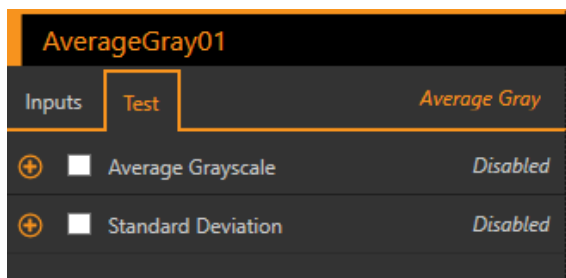 AverageGray01
Inputs Test Average Gray
Average Grayscale Disabled
Standard Deviation Disabled